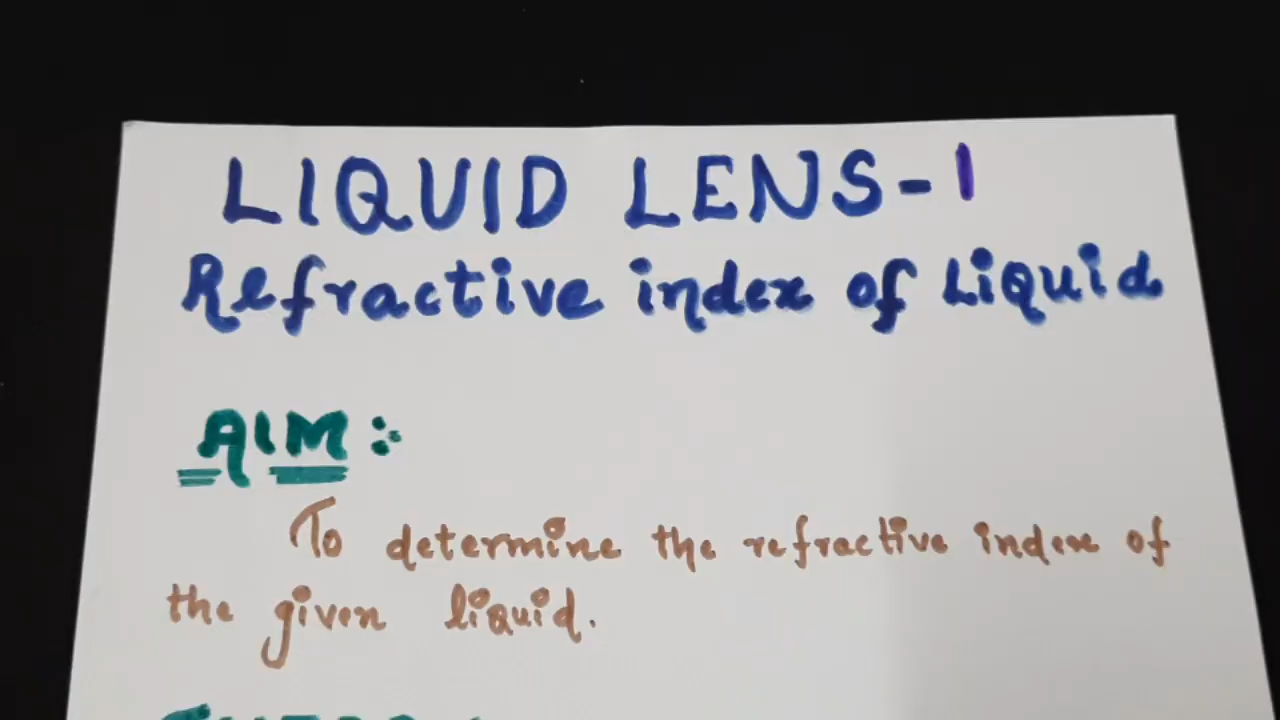 LIQUID LENS-1
Refractive index of Liquid
AIM:-
To determine the refractive index of
the given liquid.